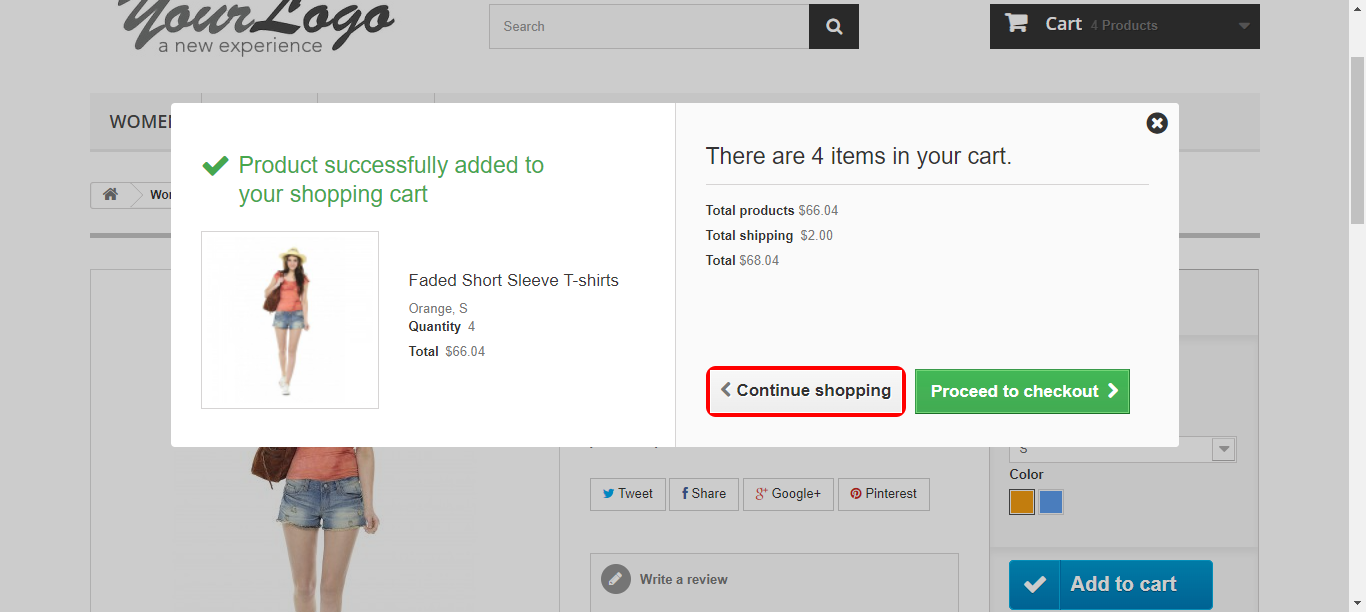 YourLogo
a new experience
Search
Cart 4 Products
Product successfully added to
your shopping cart
Faded Short Sleeve T-shirts
Orange, S
Quantity 4
Total $66.04
There are 4 items in your cart.
Total products $66.04
Total shipping $2.00
Total $68.04
Continue shopping
Proceed to checkout
S
Color
Tweet
Share
Google+
Pinterest
Write a review
Add to cart